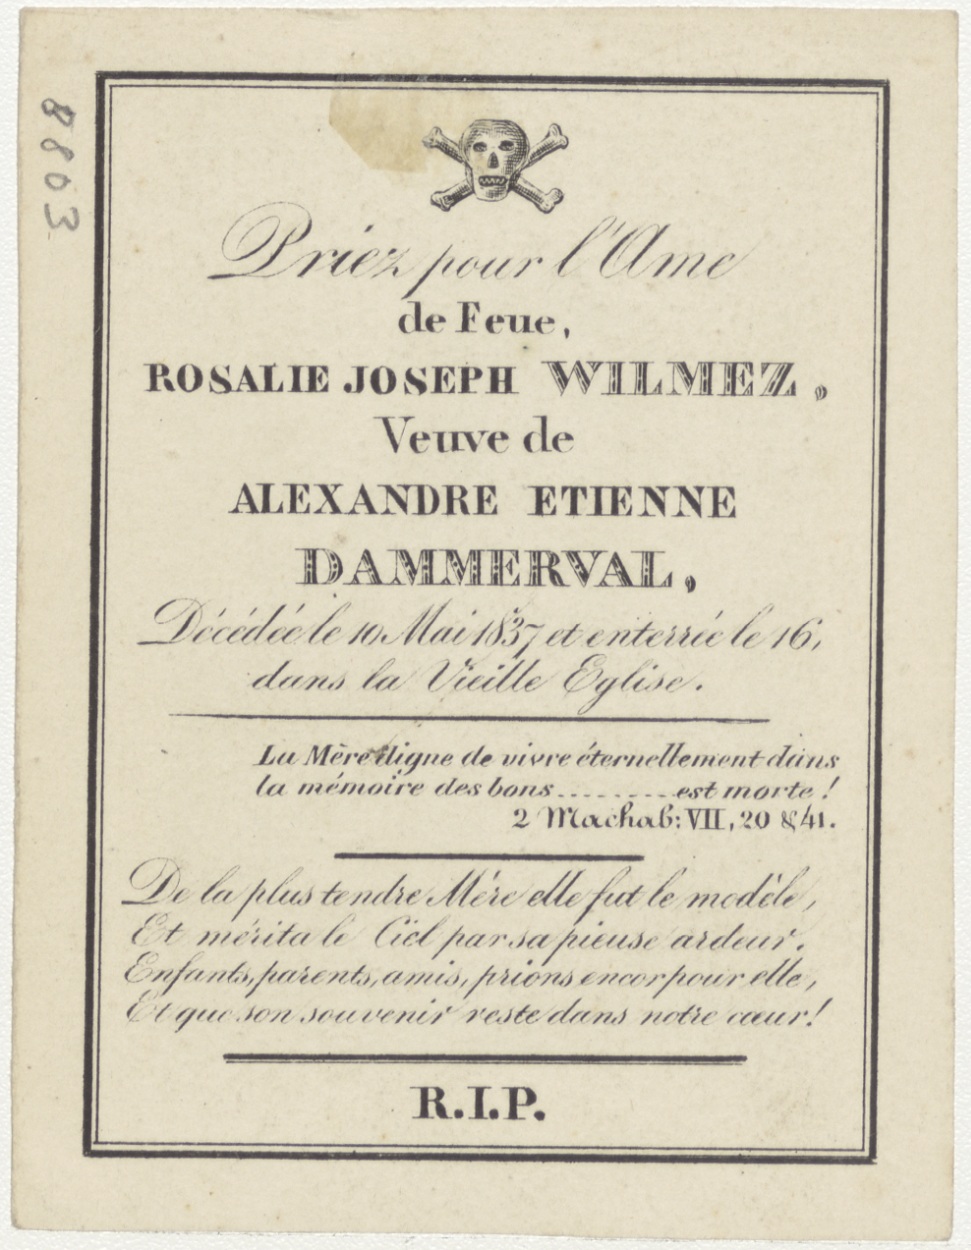 8803
Priez pour l'Ame
de Feue,
ROSALIE JOSEPH WILMEZ,
Veuve de
ALEXANDRE ETIENNE
DAMMERVAL,
Décédée le 10 Mai 1837 et enterrée le 16,
dans la Vieille Eglise.
La Mère digne de vivre éternellement dans
la mémoire des bons.........est morte !
2 Machab: VII, 20 & 41.
De la plus tendre Mére elle fut le modèle,
Et mérita le Ciel par sa pieuse ardeur.
Enfants, parents, amis, prions encor pour elle,
Et que son souvenir reste dans notre cœur!
R.I.P.